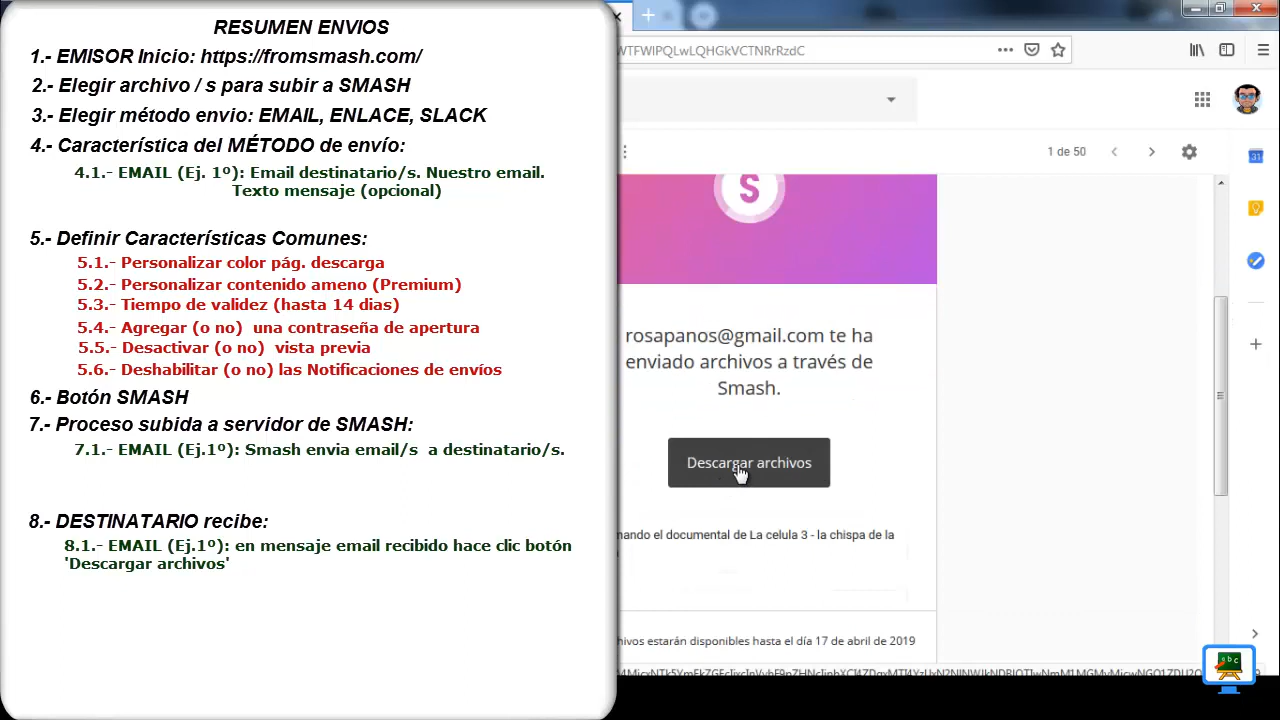 RESUMEN ENVIOS
1.- EMISOR Inicio: https://fromsmash.com/
2.- Elegir archivo / s para subir a SMASH
3.- Elegir método envio: EMAIL, ENLACE, SLACK
4.- Característica del MÉTODO de envío:
4.1.- EMAIL (Ej. 1º): Email destinatario/s. Nuestro email.
Texto mensaje (opcional)
5.- Definir Características Comunes:
5.1.- Personalizar color pág. descarga
5.2.- Personalizar contenido ameno (Premium)
5.3.- Tiempo de validez (hasta 14 dias)
5.4.- Agregar (o no)  una contraseña de apertura
5.5.- Desactivar (o no)  vista previa
5.6.- Deshabilitar (o no) las Notificaciones de envíos
6.- Botón SMASH
7.- Proceso subida a servidor de SMASH:
7.1.- EMAIL (Ej.1º): Smash envia email/s  a destinatario/s.
8.- DESTINATARIO recibe:
8.1.- EMAIL (Ej.1º): en mensaje email recibido hace clic botón
'Descargar archivos'
1 de 50
31
S
rosapanos@gmail.com te ha
enviado archivos a través de
Smash.
Descargar archivos
mando el documental de La celula 3 - la chispa de la
hivos estarán disponibles hasta el día 17 de abril de 2019
abc